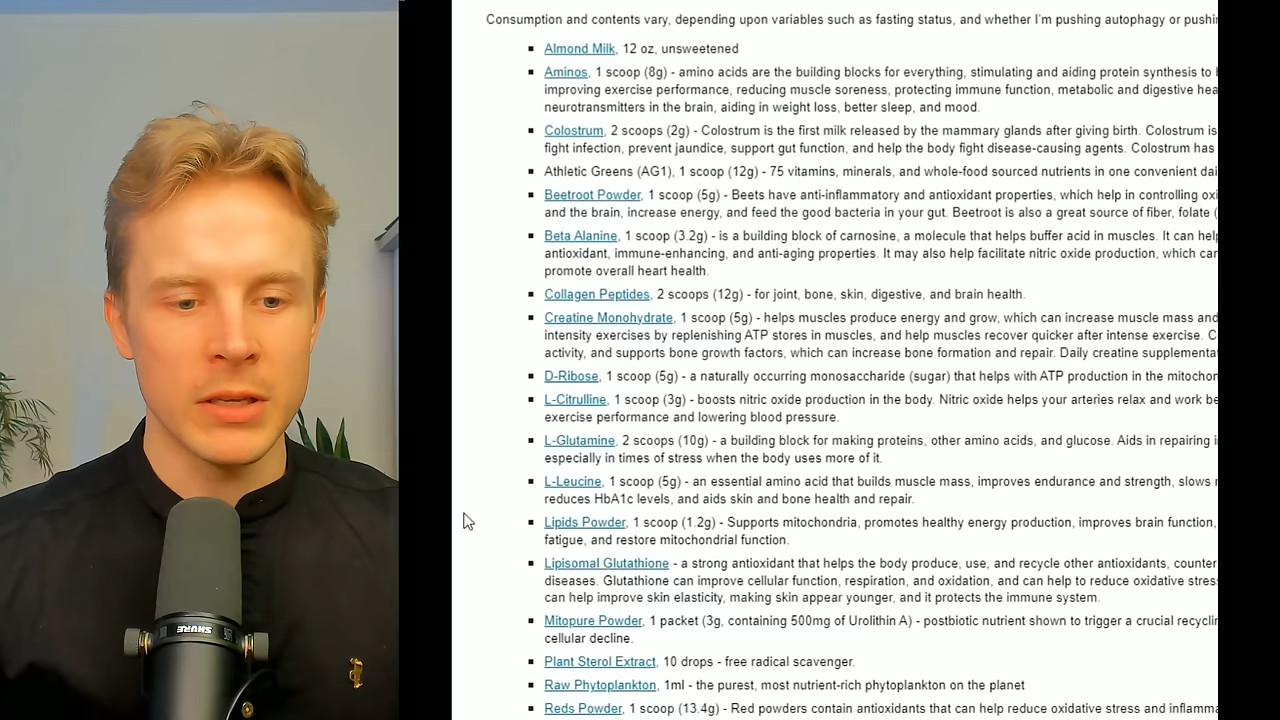 Consumption and contents vary, depending upon variables such as fasting status, and whether I'm pushing autophagy or pushin
Almond Milk, 12 oz, unsweetened
Aminos, 1 scoop (8g) - amino acids are the building blocks for everything, stimulating and aiding protein synthesis to
improving exercise performance, reducing muscle soreness, protecting immune function, metabolic and digestive hea
neurotransmitters in the brain, aiding in weight loss, better sleep, and mood.
Colostrum, 2 scoops (2g) - Colostrum is the first milk released by the mammary glands after giving birth. Colostrum is
fight infection, prevent jaundice, support gut function, and help the body fight disease-causing agents. Colostrum has
Athletic Greens (AG1), 1 scoop (12g) - 75 vitamins, minerals, and whole-food sourced nutrients in one convenient dai
Beetroot Powder, 1 scoop (5g) - Beets have anti-inflammatory and antioxidant properties, which help in controlling oxi
and the brain, increase energy, and feed the good bacteria in your gut. Beetroot is also a great source of fiber, folate (
Beta Alanine, 1 scoop (3.2g) - is a building block of carnosine, a molecule that helps buffer acid in muscles. It can help
antioxidant, immune-enhancing, and anti-aging properties. It may also help facilitate nitric oxide production, which can
promote overall heart health.
Collagen Peptides, 2 scoops (12g) - for joint, bone, skin, digestive, and brain health.
Creatine Monohydrate, 1 scoop (5g) - helps muscles produce energy and grow, which can increase muscle mass and
intensity exercises by replenishing ATP stores in muscles, and help muscles recover quicker after intense exercise. C
activity, and supports bone growth factors, which can increase bone formation and repair. Daily creatine supplementat
D-Ribose, 1 scoop (5g) - a naturally occurring monosaccharide (sugar) that helps with ATP production in the mitochon
L-Citrulline, 1 scoop (3g) - boosts nitric oxide production in the body. Nitric oxide helps your arteries relax and work be
exercise performance and lowering blood pressure.
L-Glutamine, 2 scoops (10g) - a building block for making proteins, other amino acids, and glucose. Aids in repairing i
especially in times of stress when the body uses more of it.
L-Leucine, 1 scoop (5g) - an essential amino acid that builds muscle mass, improves endurance and strength, slows
reduces HbA1c levels, and aids skin and bone health and repair.
Lipids Powder, 1 scoop (1.2g) - Supports mitochondria, promotes healthy energy production, improves brain function,
fatigue, and restore mitochondrial function.
Lipisomal Glutathione - a strong antioxidant that helps the body produce, use, and recycle other antioxidants, counter
diseases. Glutathione can improve cellular function, respiration, and oxidation, and can help to reduce oxidative stres
can help improve skin elasticity, making skin appear younger, and it protects the immune system.
Mitopure Powder, 1 packet (3g, containing 500mg of Urolithin A) - postbiotic nutrient shown to trigger a crucial recyclin
cellular decline.
Plant Sterol Extract, 10 drops - free radical scavenger.
Raw Phytoplankton, 1ml - the purest, most nutrient-rich phytoplankton on the planet
Reds Powder, 1 scoop (13.4g) - Red powders contain antioxidants that can help reduce oxidative stress and inflamma
SHURE